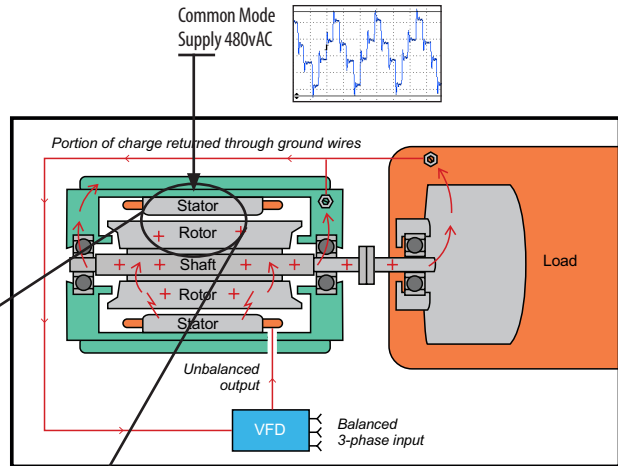 Common Mode
Supply 480vAC
Portion of charge returned through ground wires
Stator
Rotor
Shaft
Rotor
Stator
Load
Unbalanced
output
VFD
Balanced
3-phase input